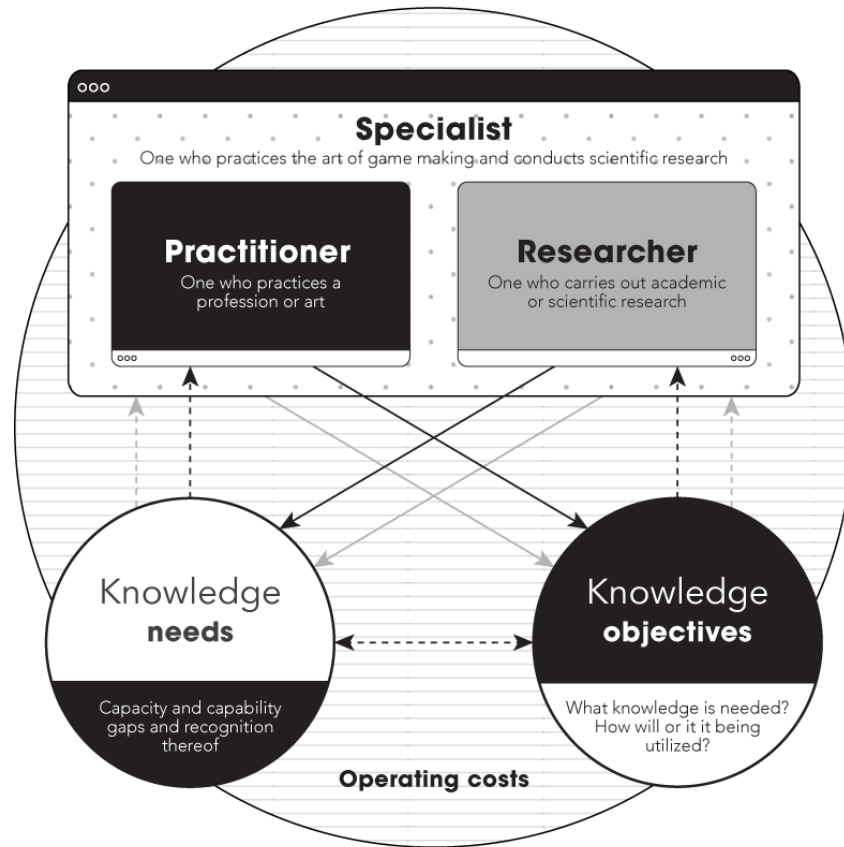 Specialist
One who practices the art of game making and conducts scientific research
Practitioner
One who practices a
profession or art
Researcher
One who carries out academic
or scientific research
Knowledge
needs
Capacity and capability
gaps and recognition
thereof
Knowledge
objectives
What knowledge is needed?
How will or it it being
utilized?
Operating costs